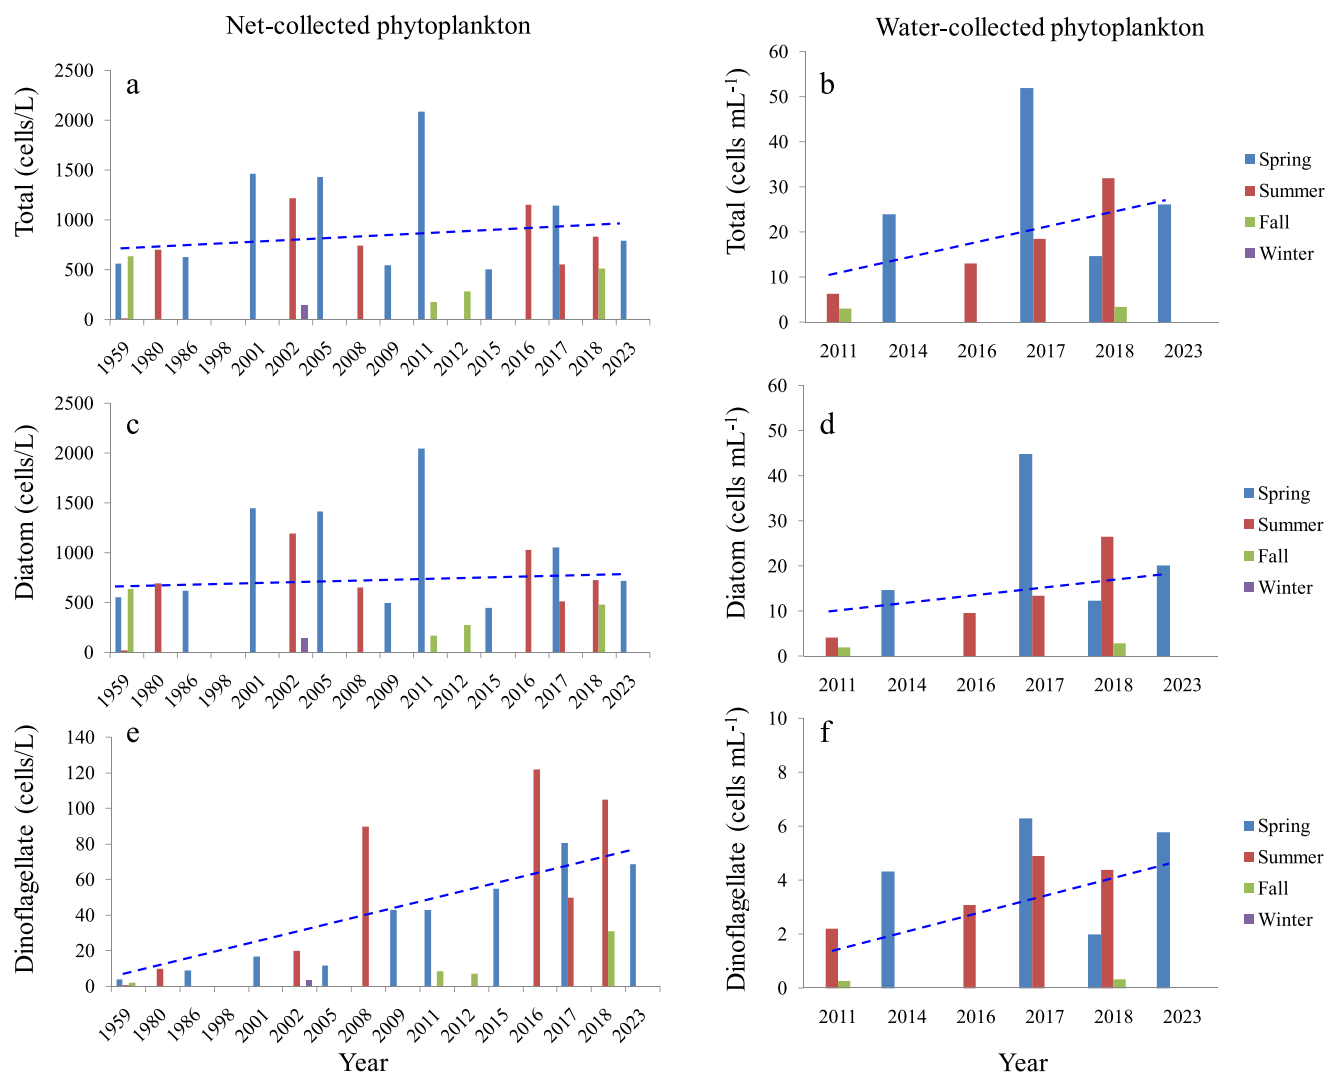 Net-collected phytoplankton
Water-collected phytoplankton
a
Total (cells/L)
2500
2000
1500
1000
500
0
1959 1980 1986 1998 2001 2002 2005 2008 2009 2011 2012 2015 2016 2017 2018 2023
b
Total (cells mL-1)
60
50
40
30
20
10
0
2011 2014 2016 2017 2018 2023
Spring
Summer
Fall
Winter
c
Diatom (cells/L)
2500
2000
1500
1000
500
0
1959 1980 1986 1998 2001 2002 2005 2008 2009 2011 2012 2015 2016 2017 2018 2023
d
Diatom (cells mL-1)
60
50
40
30
20
10
0
2011 2014 2016 2017 2018 2023
Spring
Summer
Fall
Winter
e
Dinoflagellate (cells/L)
140
120
100
80
60
40
20
0
1959 1980 1986 1998 2001 2002 2005 2008 2009 2011 2012 2015 2016 2017 2018 2023
Year
f
Dinoflagellate (cells mL-1)
10
8
6
4
2
0
2011 2014 2016 2017 2018 2023
Year
Spring
Summer
Fall
Winter